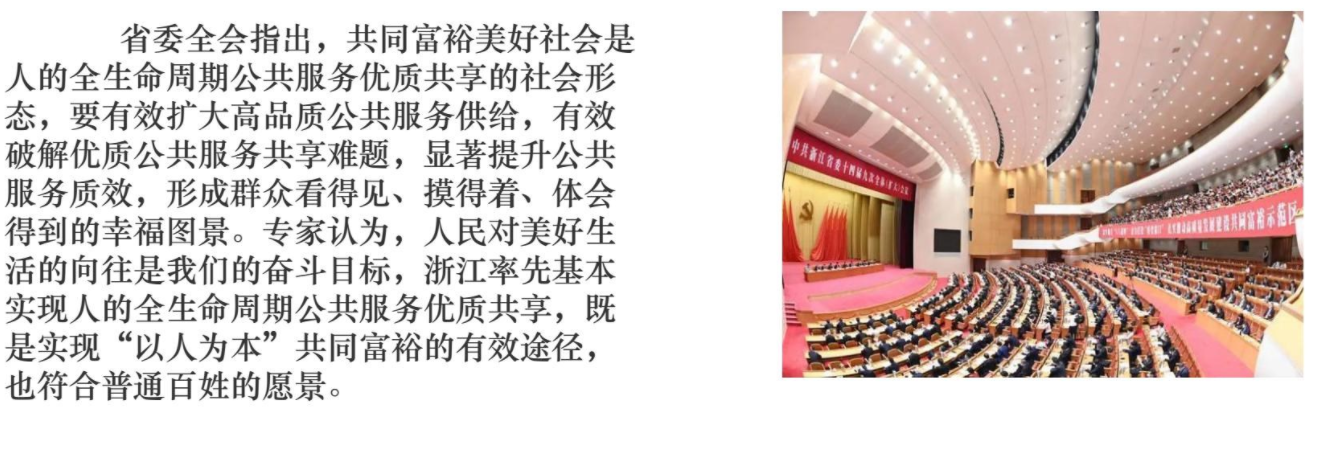 省委全会指出，共同富裕美好社会是
人的全生命周期公共服务优质共享的社会形
态，要有效扩大高品质公共服务供给，有效
破解优质公共服务共享难题，显著提升公共
服务质效，形成群众看得见、摸得着、体会
得到的幸福图景。专家认为，人民对美好生
活的向往是我们的奋斗目标，浙江率先基本
实现人的全生命周期公共服务优质共享，既
是实现“以人为本”共同富裕的有效途径，
也符合普通百姓的愿景。
中共浙江省委十四届九次全体（扩大）会议
建设共同富裕示范区